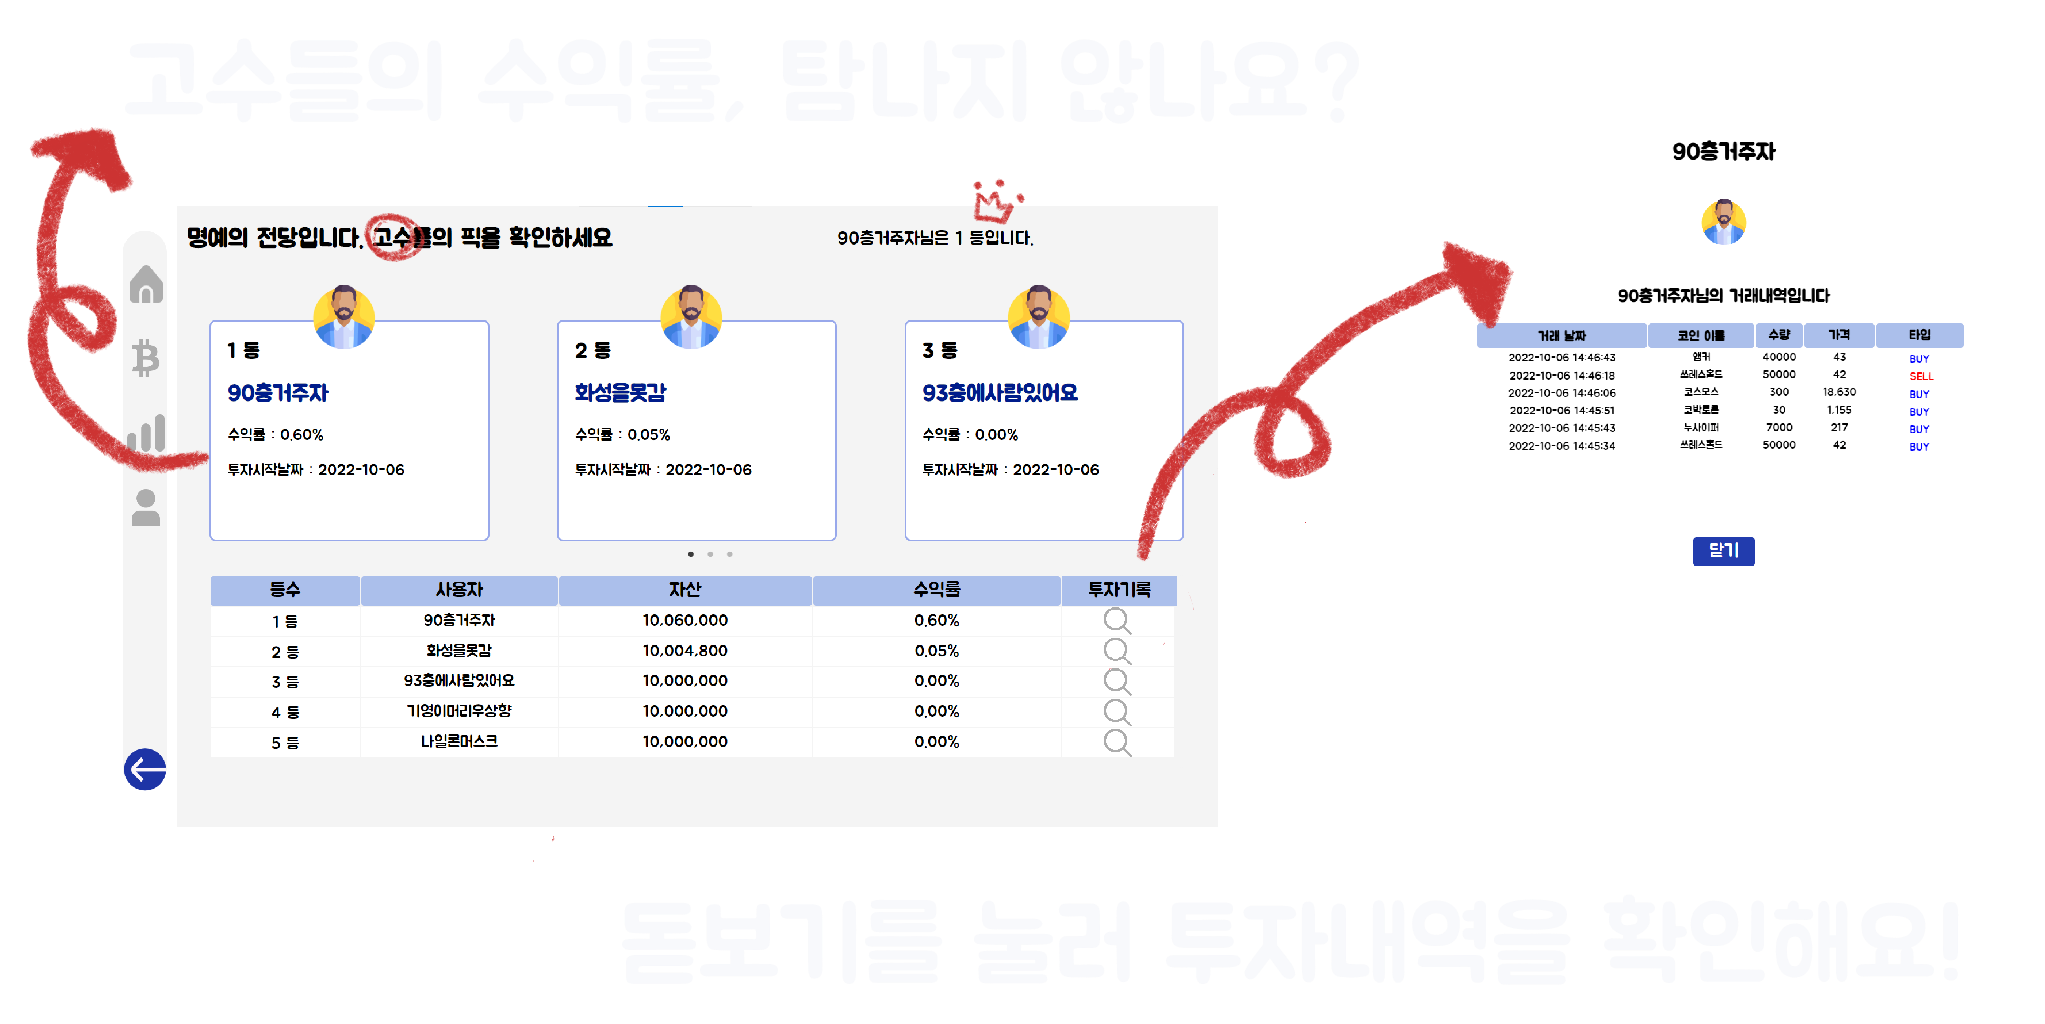 고수들의 수익률, 탐나지 않나요?
명예의 전당입니다. 고수들의 픽을 확인하세요
90층거주자님은 1 등입니다.
1 등
90층거주자
수익률 : 0.60%
투자시작날짜 : 2022-10-06
2 등
화성을못감
수익률 : 0.05%
투자시작날짜 : 2022-10-06
3 등
93층에사람있어요
수익률 : 0.00%
투자시작날짜 : 2022-10-06
등수 사용자 자산 수익률 투자기록
1 등 90층거주자 10,060,000 0.60%
2 등 화성을못감 10,004,800 0.05%
3 등 93층에사람있어요 10,000,000 0.00%
4 등 기영이머리우상향 10,000,000 0.00%
5 등 나일론머스크 10,000,000 0.00%
90층거주자
90층거주자님의 거래내역입니다
거래 날짜 코인 이름 수량 가격 타입
2022-10-06 14:46:43 앵커 40000 43 BUY
2022-10-06 14:46:18 쓰레스홀드 50000 42 SELL
2022-10-06 14:46:06 코스모스 300 18,630 BUY
2022-10-06 14:45:51 코박토큰 30 1,155 BUY
2022-10-06 14:45:43 누사이퍼 7000 217 BUY
2022-10-06 14:45:34 쓰레스홀드 50000 42 BUY
닫기
돋보기를 눌러 투자내역을 확인해요!